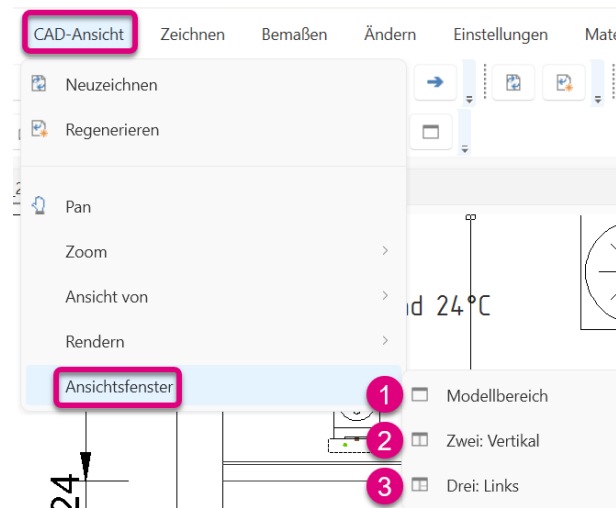 CAD-Ansicht Zeichnen Bemaßen Ändern Einstellungen Mate
Neuzeichnen
Regenerieren
Pan
Zoom
Ansicht von
nd 24°C
Rendern
Ansichtsfenster
1 Modellbereich
2 Zwei: Vertikal
3 Drei: Links
24